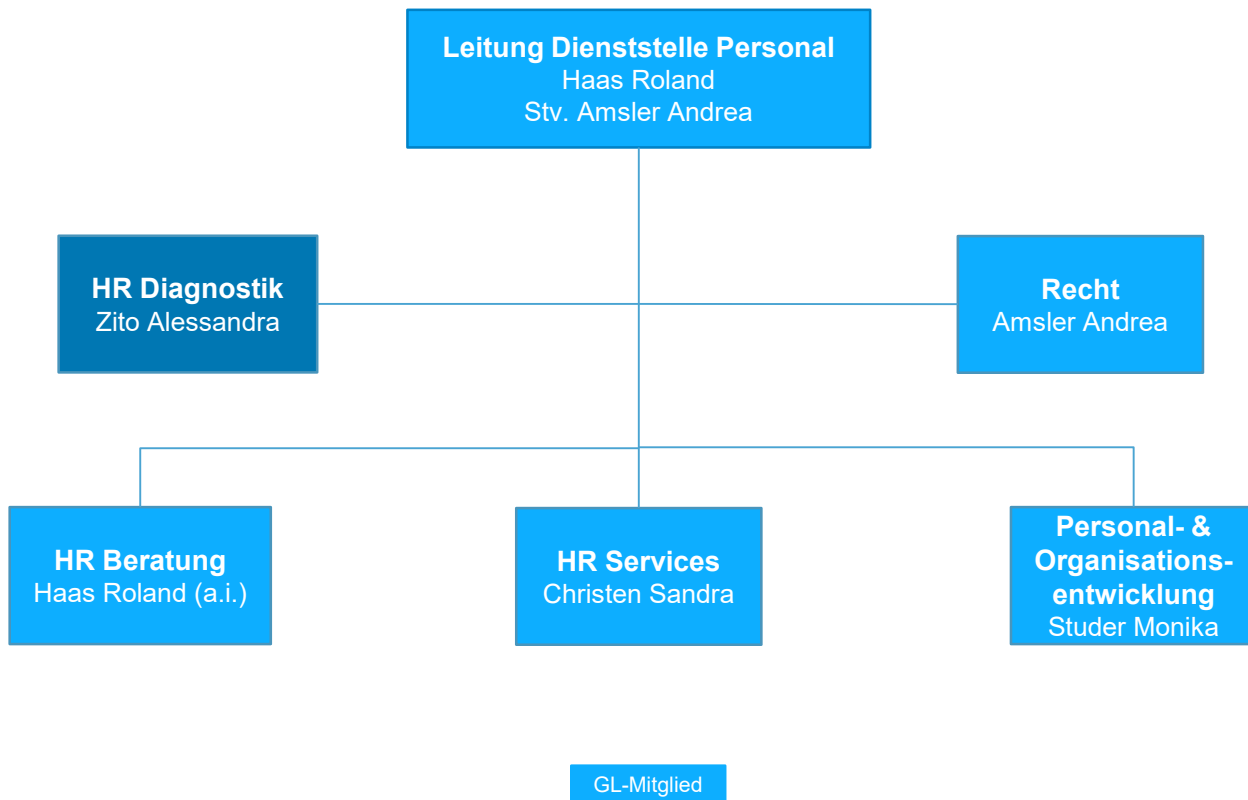 Leitung Dienststelle Personal
Haas Roland
Stv. Amsler Andrea
HR Diagnostik
Zito Alessandra
Recht
Amsler Andrea
HR Beratung
Haas Roland (a.i.)
HR Services
Christen Sandra
Personal- &
Organisations-
entwicklung
Studer Monika
GL-Mitglied